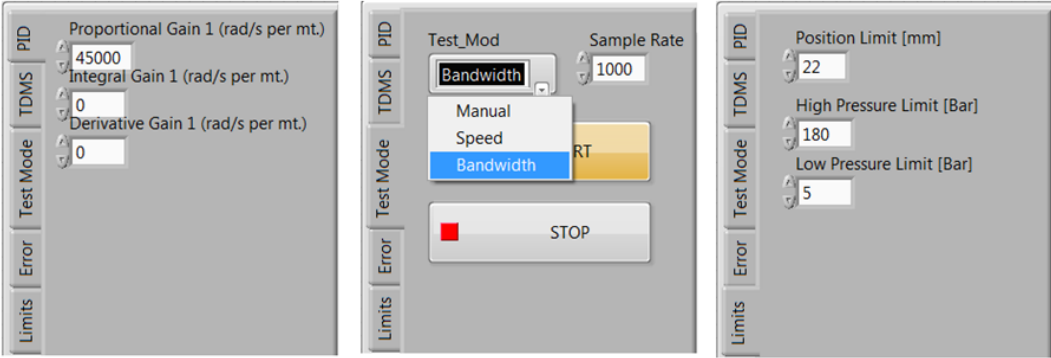 PID
TDMS
Test Mode
Error
Limits
Proportional Gain 1 (rad/s per mt.)
45000
Integral Gain 1 (rad/s per mt.)
0
Derivative Gain 1 (rad/s per mt.)
0
PID
TDMS
Test Mode
Error
Limits
Test_Mod
Bandwidth
Sample Rate
1000
Manual
Speed
Bandwidth
RT
STOP
PID
TDMS
Test Mode
Error
Limits
Position Limit [mm]
22
High Pressure Limit [Bar]
180
Low Pressure Limit [Bar]
5